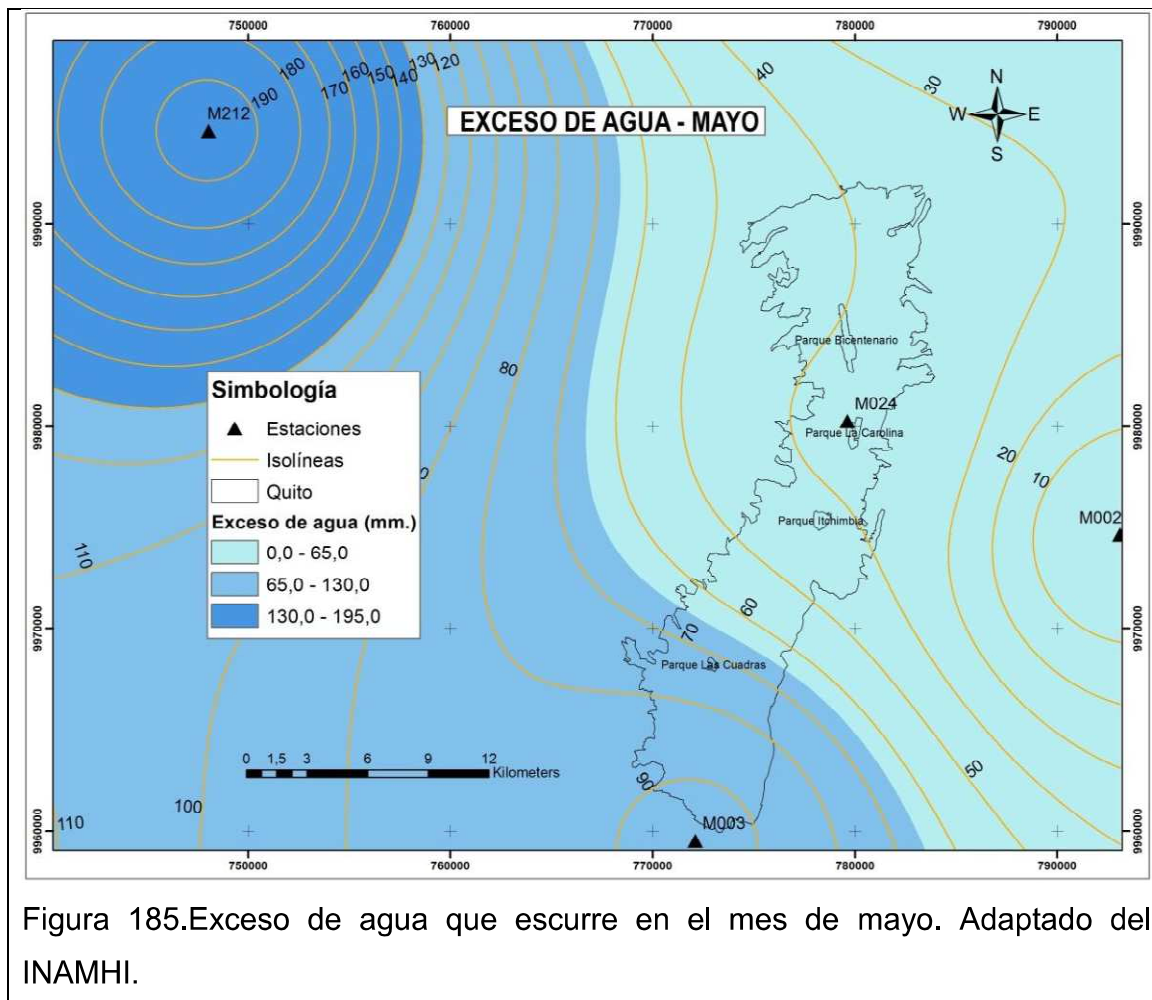 750000 760000 770000 780000 790000
EXCESO DE AGUA - MAYO
180 190 170 160 150 140 130 120
M212
40
30
N
W E
S
9990000 9990000
Parque Bicentenario
80
Simbología
Estaciones
Isolíneas
Quito
Exceso de agua (mm.)
0,0 - 65,0
65,0 - 130,0
130,0 - 195,0
M024
Parque La Carolina
9980000 9980000
20
10
0
Parque Itchimbia
M002
110
60
70
9970000 9970000
Parque Las Cuadras
0 1,5 3 6 9 12
Kilometers
90
50
100
110
M003
9960000 9960000
750000 760000 770000 780000 790000
Figura 185.Exceso de agua que escurre en el mes de mayo. Adaptado del
INAMHI.